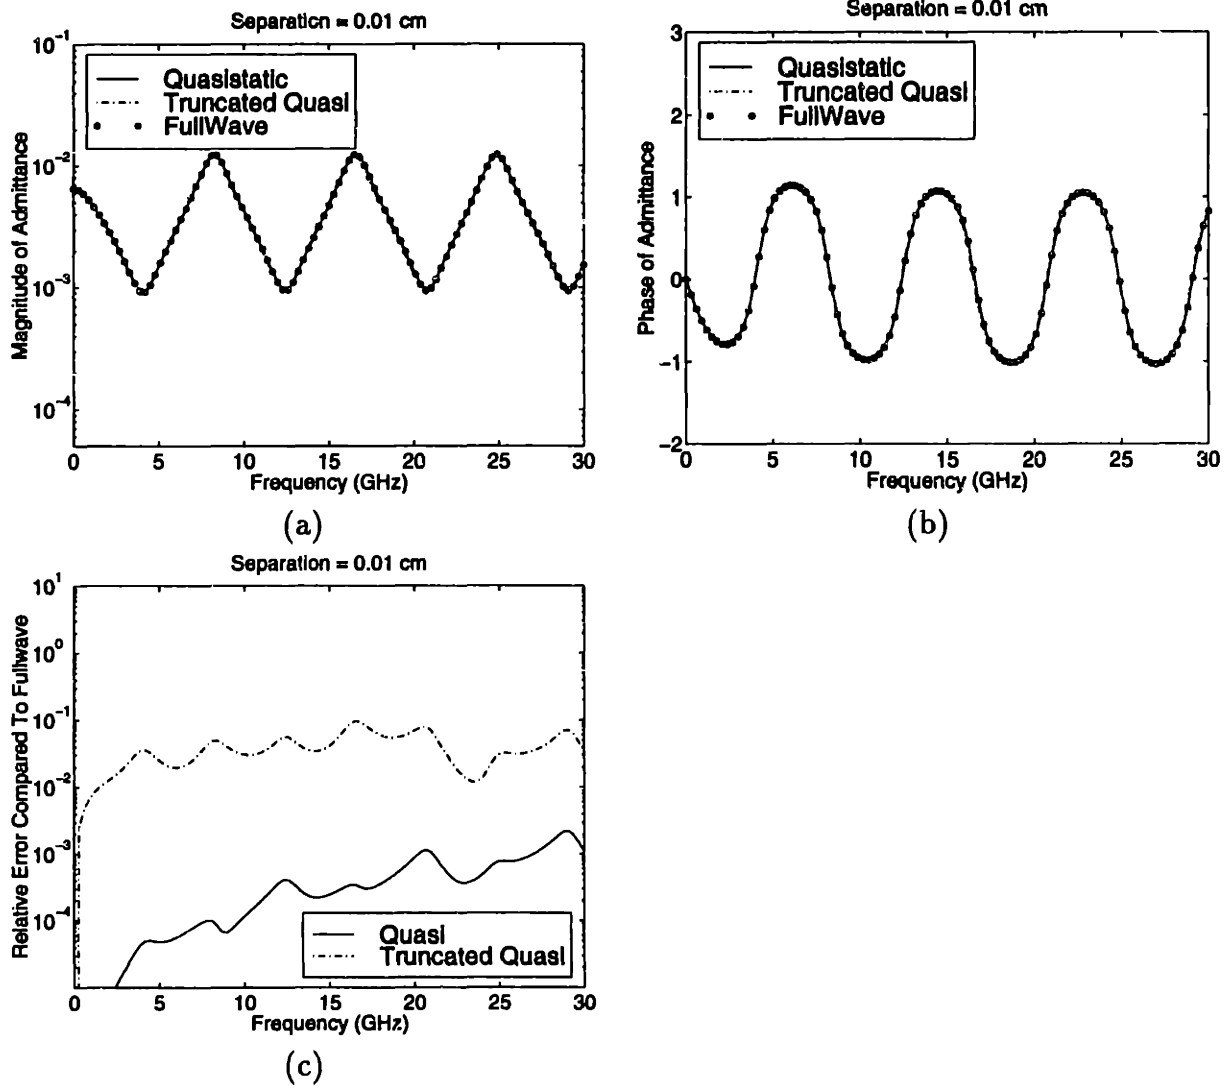 Separation = 0.01 cm
Magnitude of Admittance
10^-1
10^-2
10^-3
10^-4
Quasistatic
Truncated Quasi
FullWave
0 5 10 15 20 25 30
Frequency (GHz)
(a)
Separation = 0.01 cm
Phase of Admittance
3
2
1
0
-1
-2
Quasistatic
Truncated Quasi
FullWave
0 5 10 15 20 25 30
Frequency (GHz)
(b)
Separation = 0.01 cm
Relative Error Compared To Fullwave
10^1
10^0
10^-1
10^-2
10^-3
10^-4
Quasi
Truncated Quasi
0 5 10 15 20 25 30
Frequency (GHz)
(c)